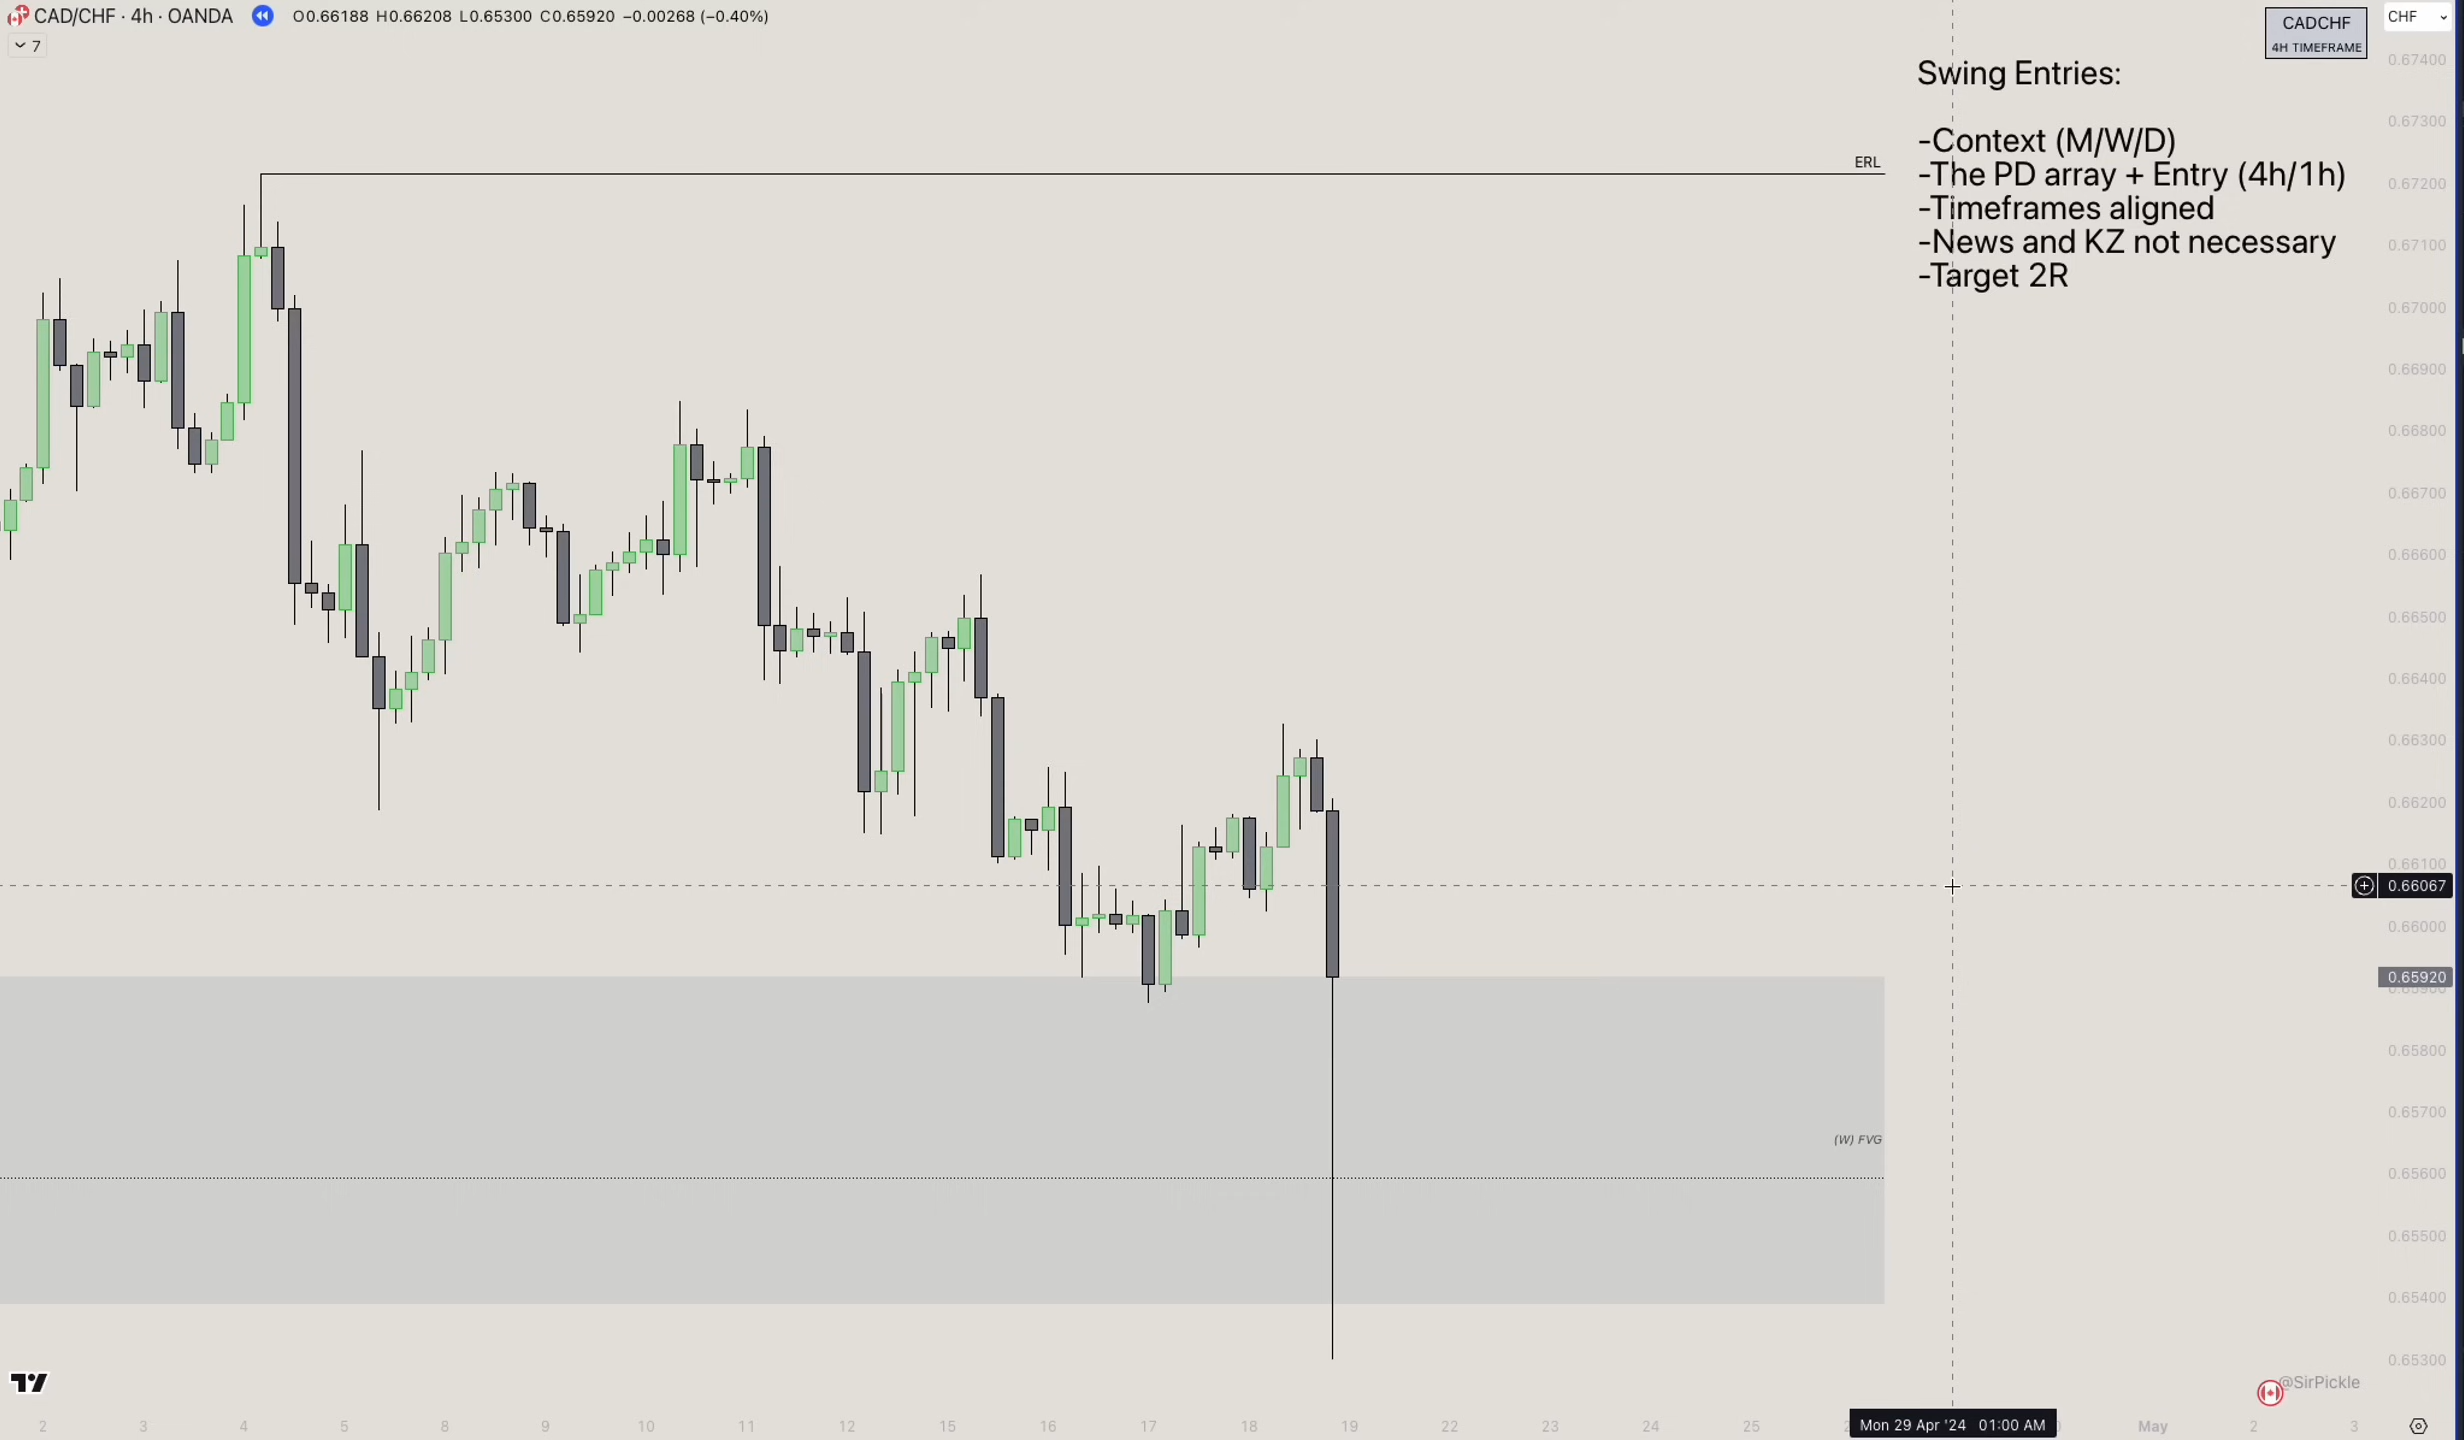 CAD/CHF · 4h · OANDA O0.66188 H0.66208 L0.65300 C0.65920 −0.00268 (−0.40%)
7
CADCHF
4H TIMEFRAME
CHF
Swing Entries:
-Context (M/W/D)
-The PD array + Entry (4h/1h)
-Timeframes aligned
-News and KZ not necessary
-Target 2R
ERL
(W) FVG
0.67400
0.67300
0.67200
0.67100
0.67000
0.66900
0.66800
0.66700
0.66600
0.66500
0.66400
0.66300
0.66200
0.66100
0.66067
0.66000
0.65920
0.65800
0.65700
0.65600
0.65500
0.65400
0.65300
@SirPickle
2 3 4 5 8 9 10 11 12 15 16 17 18 19 22 23 24 25 Mon 29 Apr '24 01:00 AM May 2 3